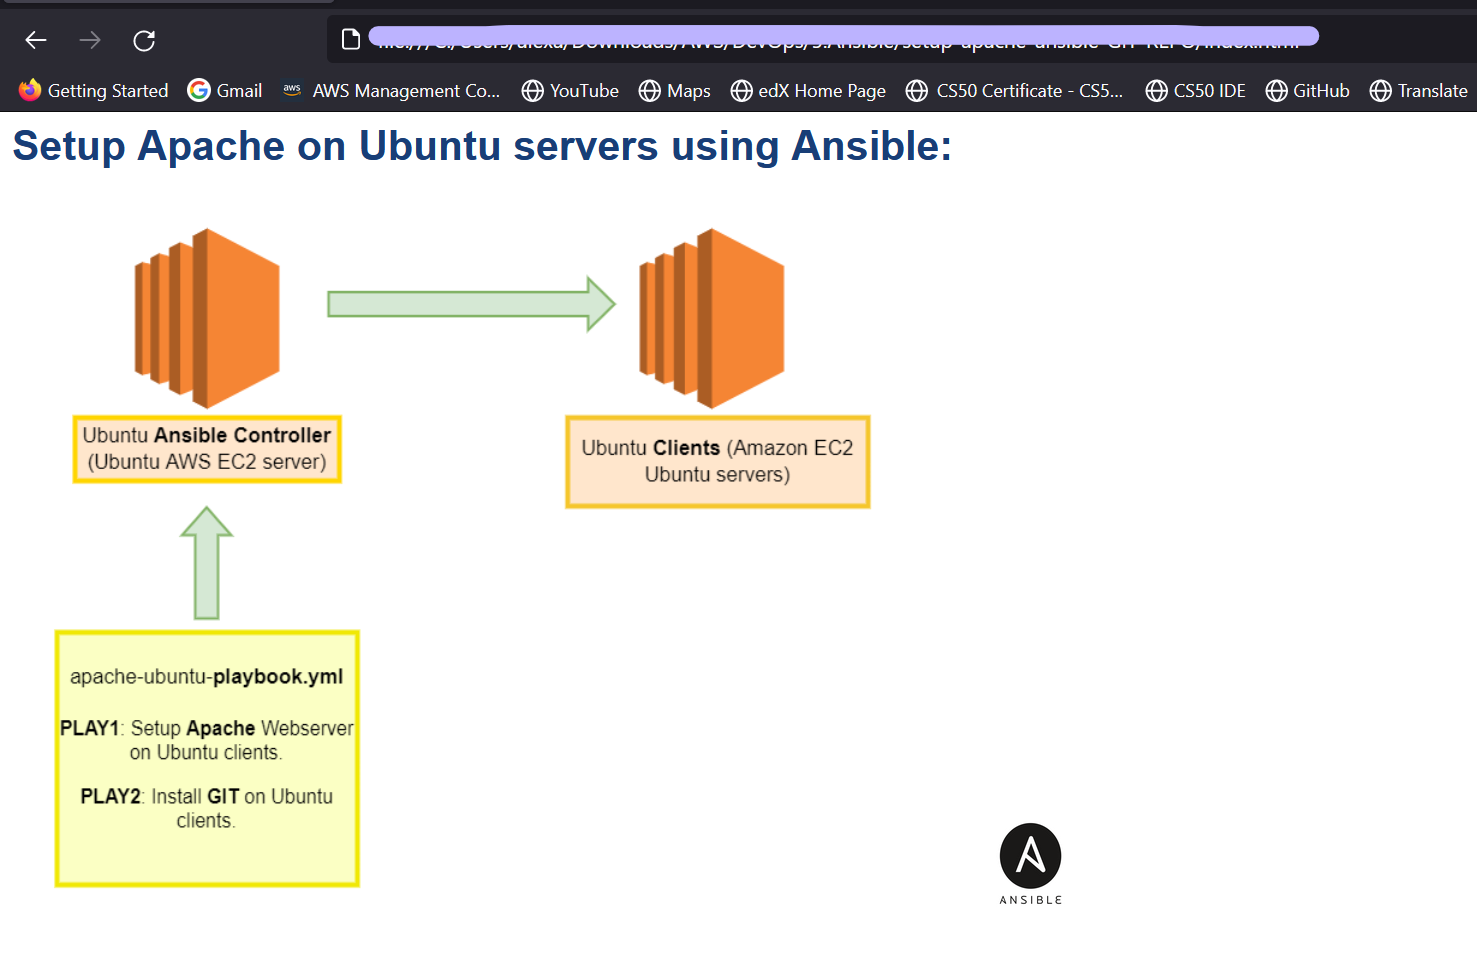 Getting Started
Gmail
aws
AWS Management Co...
YouTube
Maps
edX Home Page
CS50 Certificate - CS5...
CS50 IDE
GitHub
Translate
Setup Apache on Ubuntu servers using Ansible:
Ubuntu Ansible Controller
(Ubuntu AWS EC2 server)
Ubuntu Clients (Amazon EC2
Ubuntu servers)
apache-ubuntu-playbook.yml
PLAY1: Setup Apache Webserver
on Ubuntu clients.
PLAY2: Install GIT on Ubuntu
clients.
A
ANSIBLE